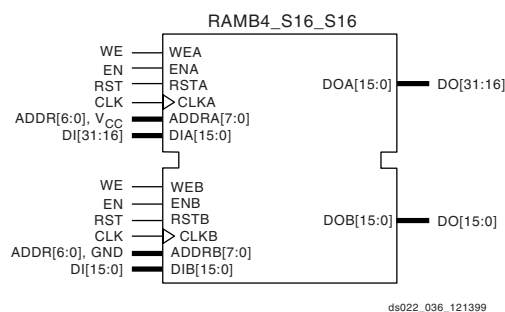 RAMB4_S16_S16
WE WEA
EN ENA
RST RSTA DOA[15:0] DO[31:16]
CLK CLKA
ADDR[6:0], VCC ADDRA[7:0]
DI[31:16] DIA[15:0]
WE WEB
EN ENB
RST RSTB DOB[15:0] DO[15:0]
CLK CLKB
ADDR[6:0], GND ADDRB[7:0]
DI[15:0] DIB[15:0]
ds022_036_121399